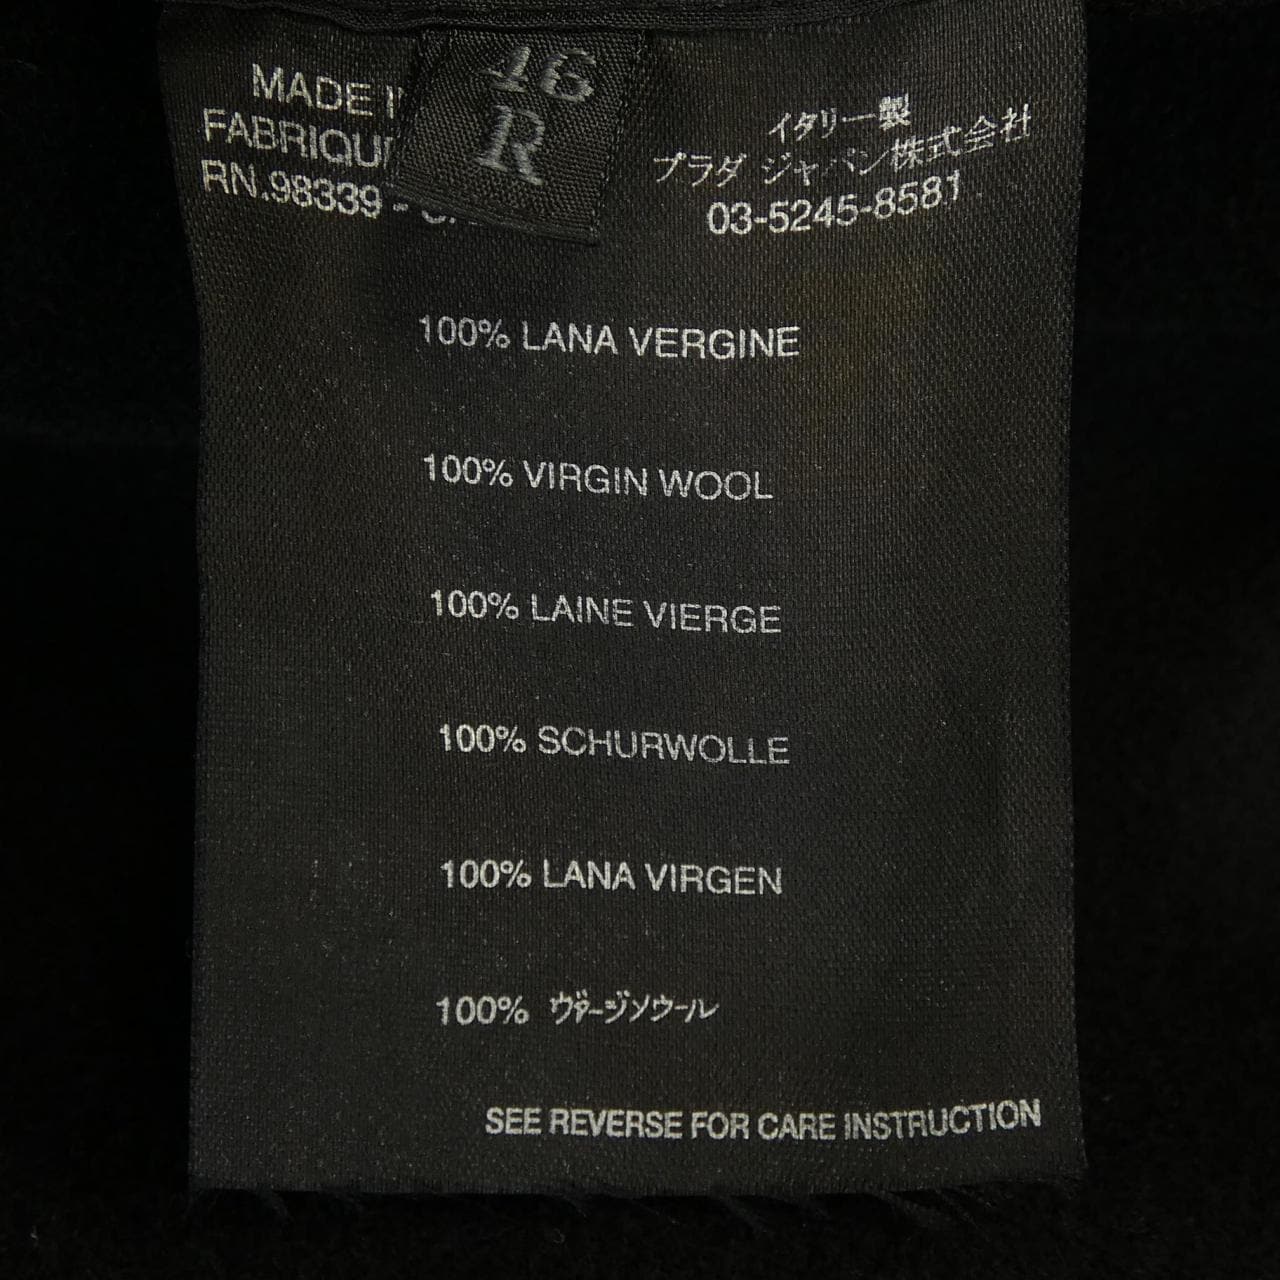 46
R
MADE
FABRIQU
RN.98339 -
イタリー製
プラダ ジャパン株式会社
03-5245-8581
100% LANA VERGINE
100% VIRGIN WOOL
100% LAINE VIERGE
100% SCHURWOLLE
100% LANA VIRGEN
100% ヴァージンウール
SEE REVERSE FOR CARE INSTRUCTION